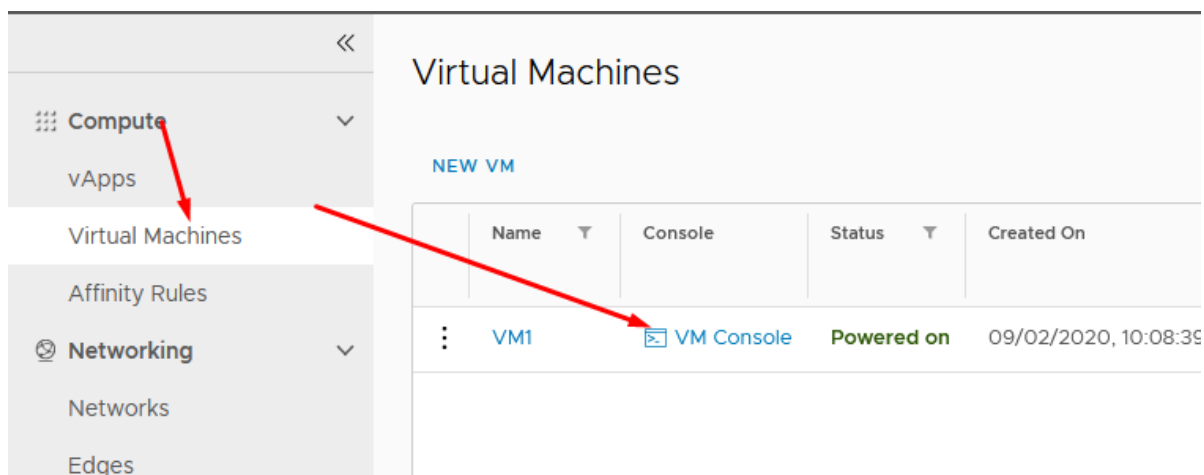 Compute
vApps
Virtual Machines
Affinity Rules
Networking
Networks
Edges
Virtual Machines
NEW VM
Name Console Status Created On
VM1 VM Console Powered on 09/02/2020, 10:08:39